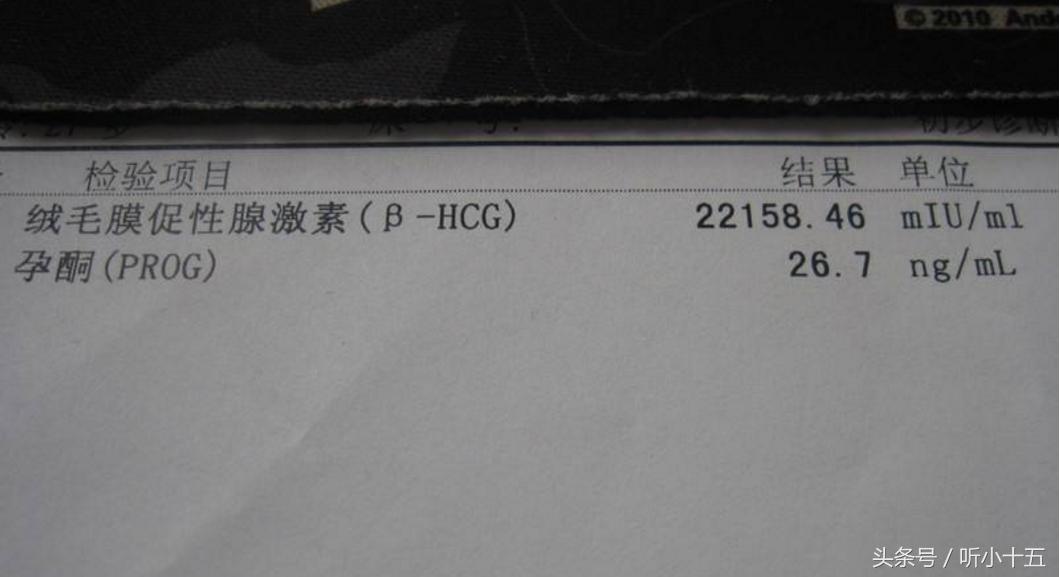 © 2010 And
检验项目 结果 单位
绒毛膜促性腺激素(β-HCG) 22158.46 mIU/ml
孕酮(PROG) 26.7 ng/mL
头条号 / 听小十五